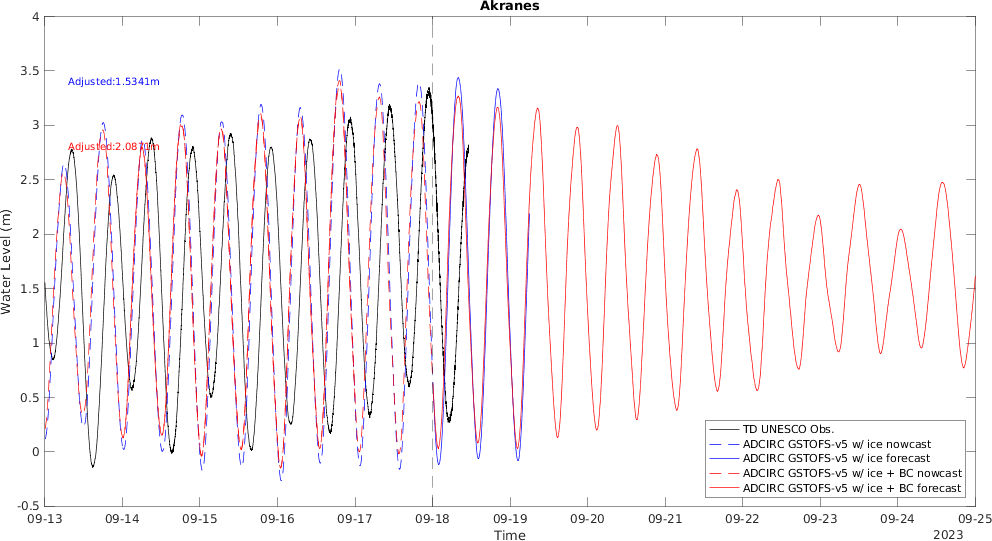 Akranes
4
3.5
3
2.5
2
1.5
1
0.5
0
-0.5
Water Level (m)
Adjusted:1.5341m
Adjusted:2.0871m
TD UNESCO Obs.
ADCIRC GSTOFS-v5 w/ ice nowcast
ADCIRC GSTOFS-v5 w/ ice forecast
ADCIRC GSTOFS-v5 w/ ice + BC nowcast
ADCIRC GSTOFS-v5 w/ ice + BC forecast
09-13 09-14 09-15 09-16 09-17 09-18 09-19 09-20 09-21 09-22 09-23 09-24 09-25
Time
2023